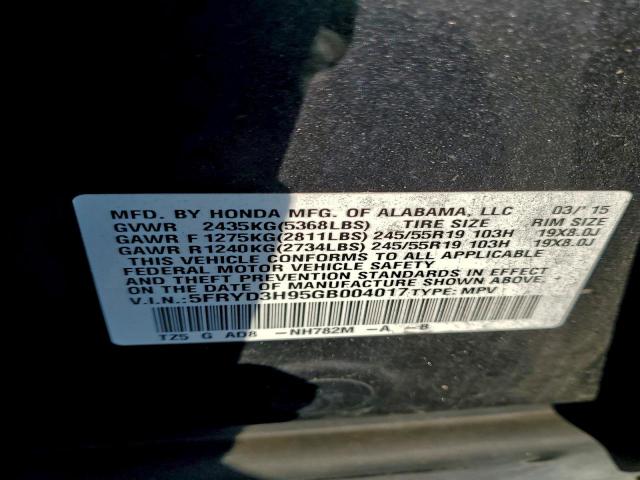 MFD. BY HONDA MFG. OF ALABAMA, LLC 03/'15
GVWR 2435KG(5368LBS) TIRE SIZE RIM SIZE
GAWR F 1275KG(2811LBS) 245/55R19 103H 19X8.0J
GAWR R1240KG(2734LBS) 245/55R19 103H 19X8.0J
THIS VEHICLE CONFORMS TO ALL APPLICABLE
FEDERAL MOTOR VEHICLE SAFETY
AND THEFT PREVENTION STANDARDS IN EFFECT
ON THE DATE OF MANUFACTURE SHOWN ABOVE.
V.I.N.:5FRYD3H95GB004017 TYPE: MPV
TZ5 G AD8 -NH782M -A -B